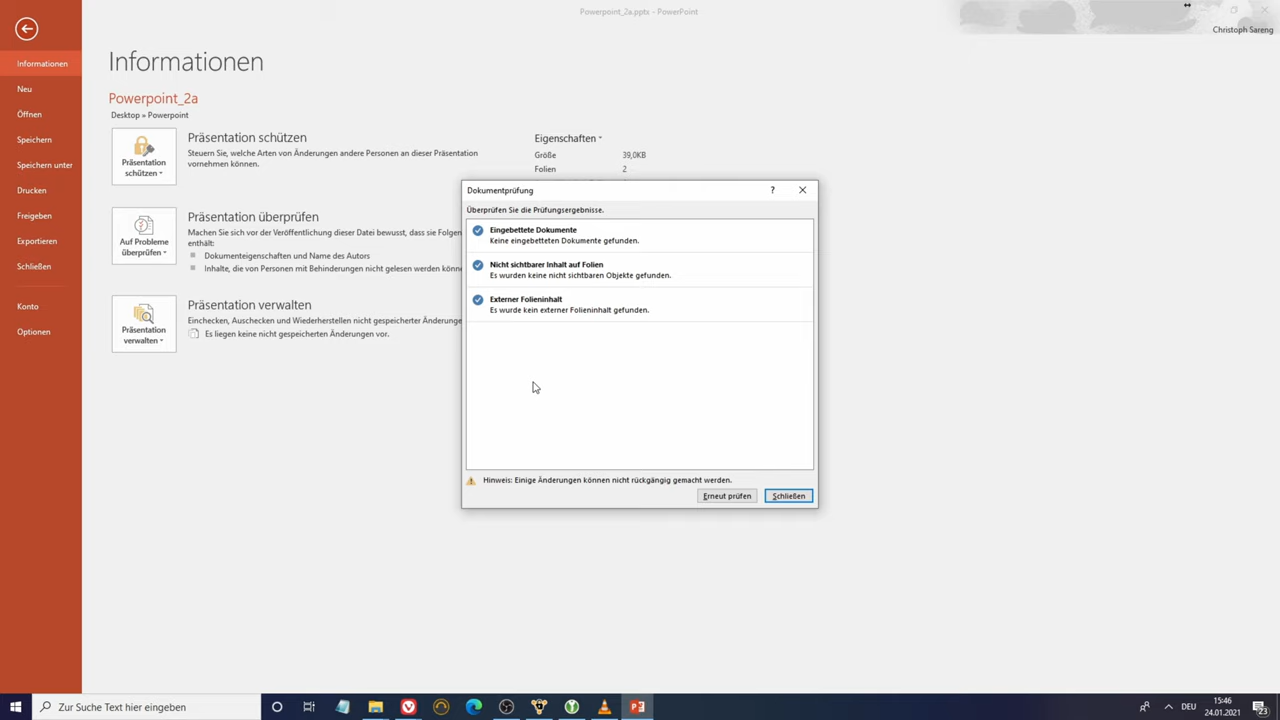 Powerpoint_2a.pptx - PowerPoint
Christoph Sareng
Informationen
Neu
Öffnen
Speichern
Speichern unter
Drucken
Freigeben
Exportieren
Schließen
Konto
Optionen
Informationen
Powerpoint_2a
Desktop » Powerpoint
Präsentation
schützen
Präsentation schützen
Steuern Sie, welche Arten von Änderungen andere Personen an dieser Präsentation
vornehmen können.
Auf Probleme
überprüfen
Präsentation überprüfen
Machen Sie sich vor der Veröffentlichung dieser Datei bewusst, dass sie Folgen
enthält:
Dokumenteigenschaften und Name des Autors
Inhalte, die von Personen mit Behinderungen nicht gelesen werden könne
Präsentation
verwalten
Präsentation verwalten
Einchecken, Auschecken und Wiederherstellen nicht gespeicherter Änderunge
Es liegen keine nicht gespeicherten Änderungen vor.
Eigenschaften
Größe 39,0KB
Folien 2
Dokumentprüfung
Überprüfen Sie die Prüfungsergebnisse.
Eingebettete Dokumente
Keine eingebetteten Dokumente gefunden.
Nicht sichtbarer Inhalt auf Folien
Es wurden keine nicht sichtbaren Objekte gefunden.
Externer Folieninhalt
Es wurde kein externer Folieninhalt gefunden.
Hinweis: Einige Änderungen können nicht rückgängig gemacht werden.
Erneut prüfen
Schließen
Zur Suche Text hier eingeben
DEU
15:46
24.01.2021
23